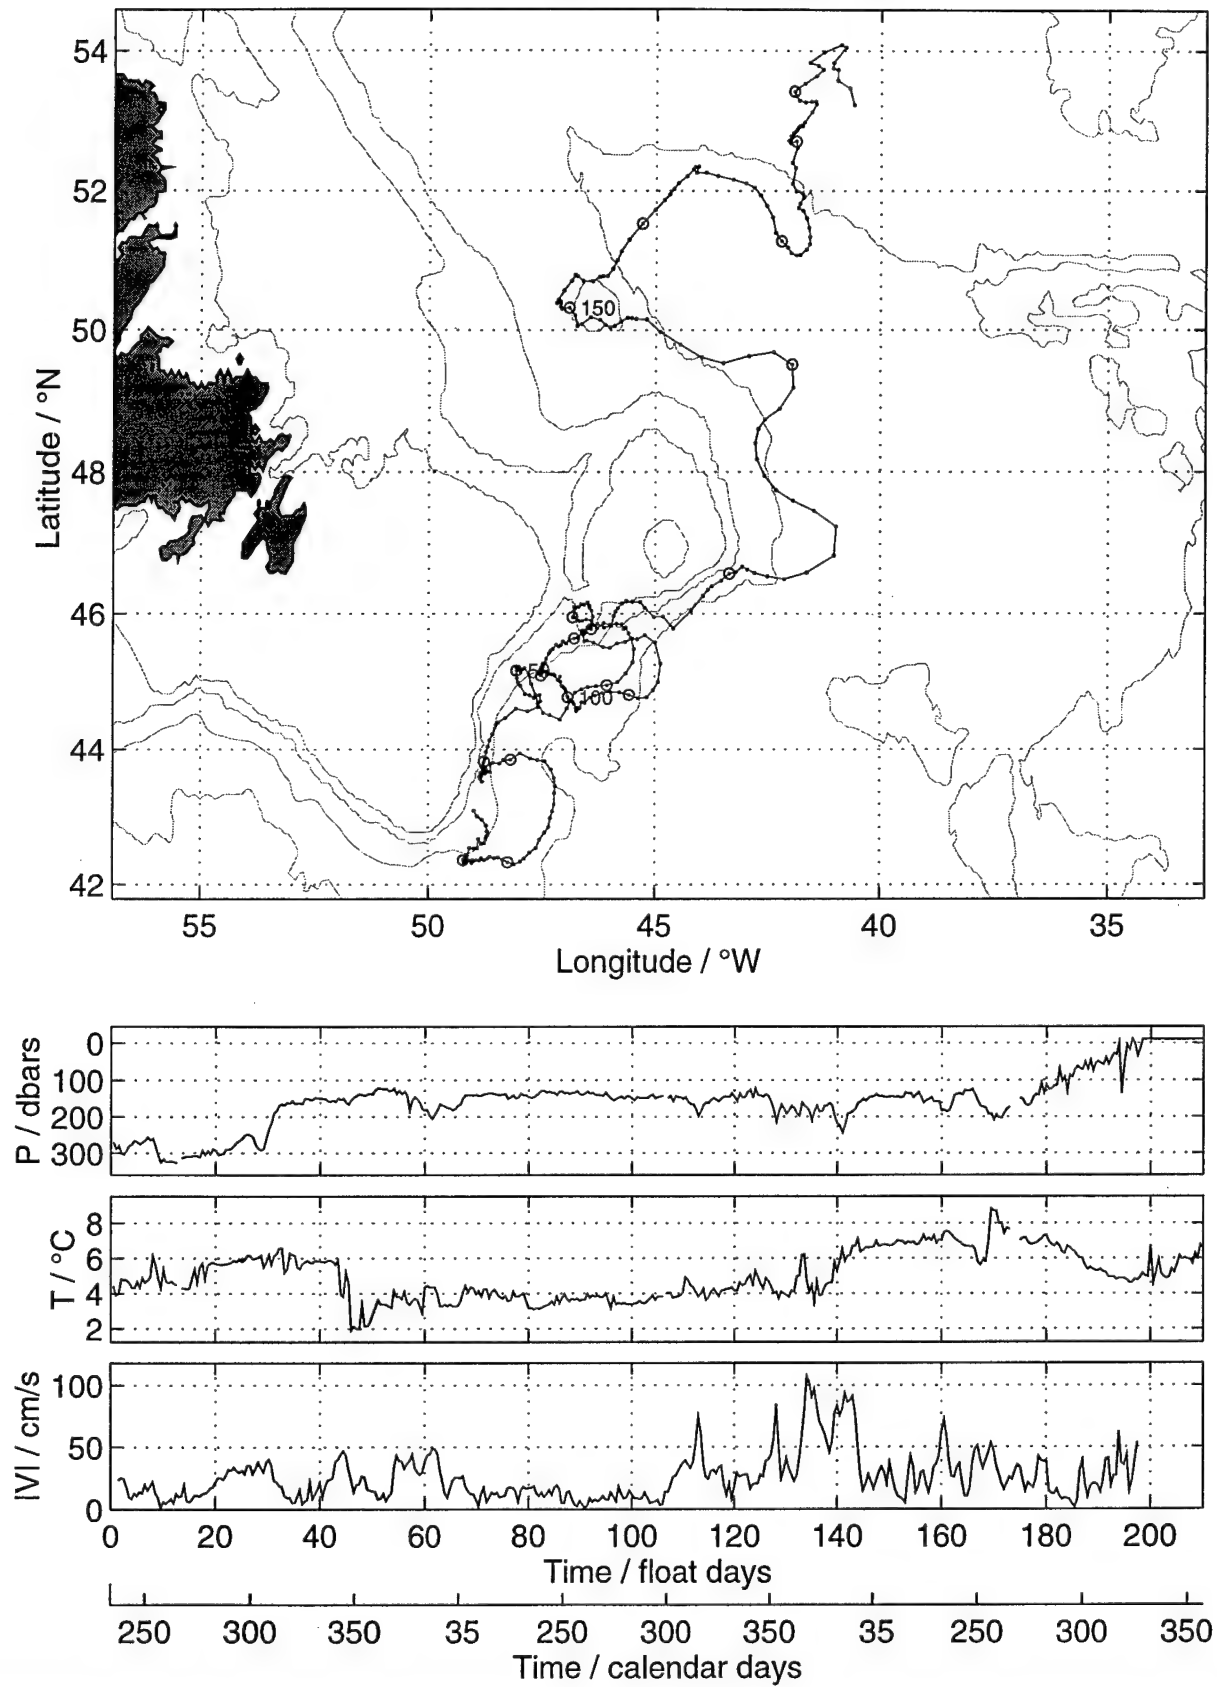 54
52
50
48
46
44
42
Latitude / °N
150
50
100
55 50 45 40 35
Longitude / °W
0
100
200
300
P / dbars
8
6
4
2
T / °C
100
50
0
|V| / cm/s
0 20 40 60 80 100 120 140 160 180 200
Time / float days
250 300 350 35 250 300 350 35 250 300 350
Time / calendar days